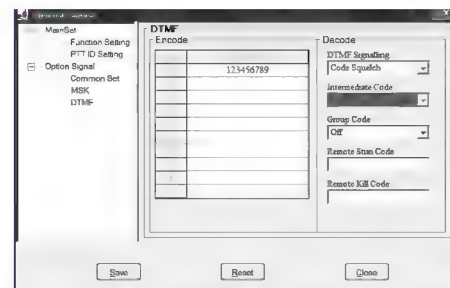 MainSet
Function Setting
PTT ID Setting
Option Signal
Common Set
MSK
DTMF
DTMF
Encode
123456789
Decode
DTMF Signalling
Code Squelch
Intermediate Code
Group Code
Off
Remote Stun Code
Remote Kill Code
Save
Reset
Close